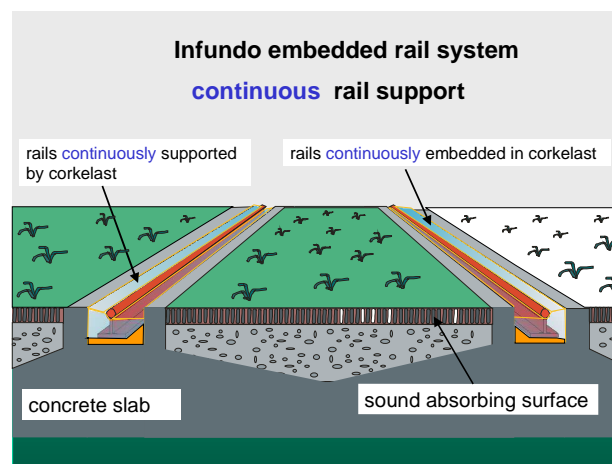 Infundo embedded rail system
continuous rail support
rails continuously supported
by corkelast
rails continuously embedded in corkelast
concrete slab
sound absorbing surface